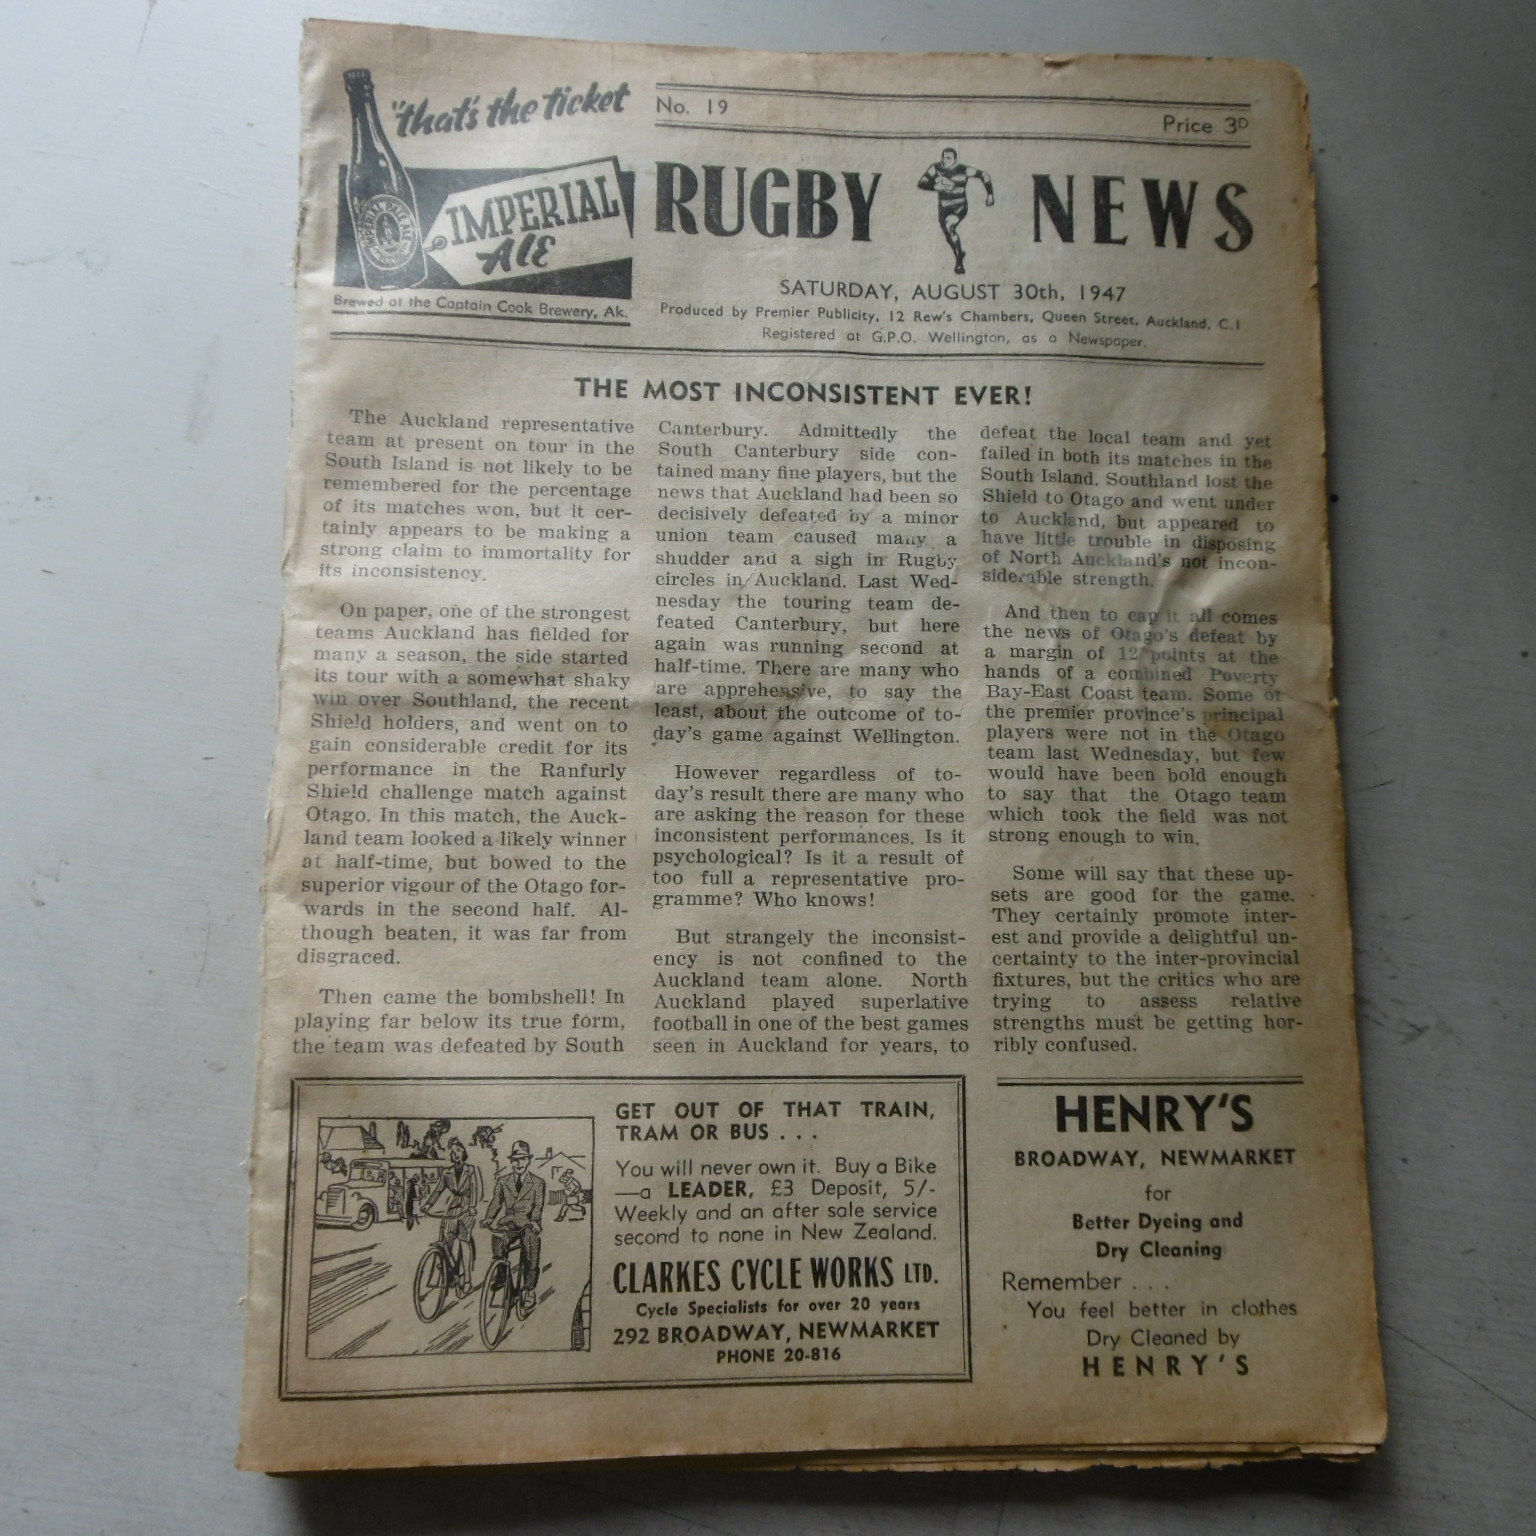 "that's the ticket
IMPERIAL
ALE
Brewed at the Captain Cook Brewery, Ak.
No. 19
Price 3D
RUGBY NEWS
SATURDAY, AUGUST 30th, 1947
Produced by Premier Publicity, 12 Rew's Chambers, Queen Street, Auckland, C.1
Registered at G.P.O. Wellington, as a Newspaper.
THE MOST INCONSISTENT EVER!
The Auckland representative
team at present on tour in the
South Island is not likely to be
remembered for the percentage
of its matches won, but it cer-
tainly appears to be making a
strong claim to immortality for
its inconsistency.
On paper, one of the strongest
teams Auckland has fielded for
many a season, the side started
its tour with a somewhat shaky
win over Southland, the recent
Shield holders, and went on to
gain considerable credit for its
performance in the Ranfurly
Shield challenge match against
Otago. In this match, the Auck-
land team looked a likely winner
at half-time, but bowed to the
superior vigour of the Otago for-
wards in the second half. Al-
though beaten, it was far from
disgraced.
Then came the bombshell! In
playing far below its true form,
the team was defeated by South
Canterbury. Admittedly the
South Canterbury side con-
tained many fine players, but the
news that Auckland had been so
decisively defeated by a minor
union team caused many a
shudder and a sigh in Rugby
circles in Auckland. Last Wed-
nesday the touring team de-
feated Canterbury, but here
again was running second at
half-time. There are many who
are apprehensive, to say the
least, about the outcome of to-
day's game against Wellington.
However regardless of to-
day's result there are many who
are asking the reason for these
inconsistent performances. Is it
psychological? Is it a result of
too full a representative pro-
gramme? Who knows!
But strangely the inconsist-
ency is not confined to the
Auckland team alone. North
Auckland played superlative
football in one of the best games
seen in Auckland for years, to
defeat the local team and yet
failed in both its matches in the
South Island. Southland lost the
Shield to Otago and went under
to Auckland, but appeared to
have little trouble in disposing
of North Auckland's not incon-
siderable strength.
And then to cap it all comes
the news of Otago's defeat by
a margin of 12 points at the
hands of a combined Poverty
Bay-East Coast team. Some of
the premier province's principal
players were not in the Otago
team last Wednesday, but few
would have been bold enough
to say that the Otago team
which took the field was not
strong enough to win.
Some will say that these up-
sets are good for the game.
They certainly promote inter-
est and provide a delightful un-
certainty to the inter-provincial
fixtures, but the critics who are
trying to assess relative
strengths must be getting hor-
ribly confused.
GET OUT OF THAT TRAIN,
TRAM OR BUS . . .
You will never own it. Buy a Bike
—a LEADER, £3 Deposit, 5/-
Weekly and an after sale service
second to none in New Zealand.
CLARKES CYCLE WORKS LTD.
Cycle Specialists for over 20 years
292 BROADWAY, NEWMARKET
PHONE 20-816
HENRY'S
BROADWAY, NEWMARKET
for
Better Dyeing and
Dry Cleaning
Remember . . .
You feel better in clothes
Dry Cleaned by
HENRY'S